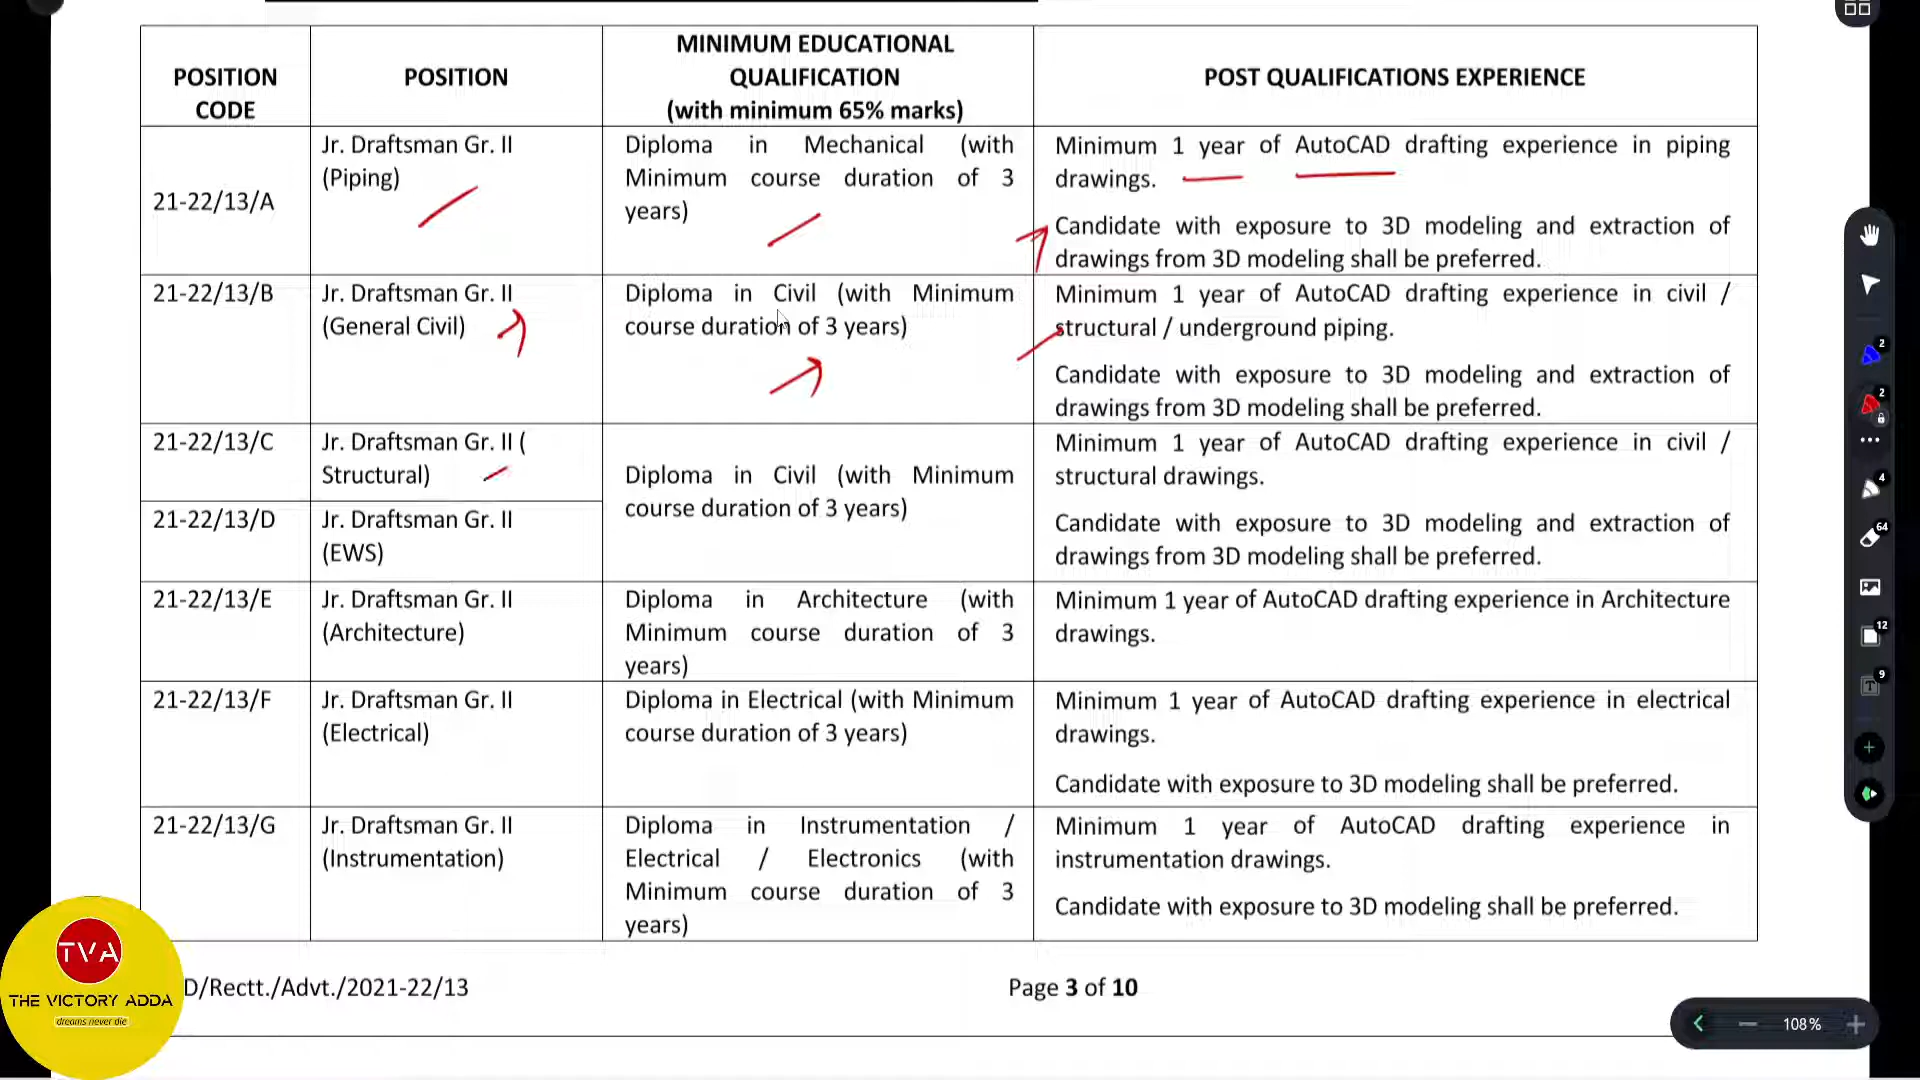 POSITION
CODE
POSITION
MINIMUM EDUCATIONAL
QUALIFICATION
(with minimum 65% marks)
POST QUALIFICATIONS EXPERIENCE
21-22/13/A
Jr. Draftsman Gr. II
(Piping)
Diploma in Mechanical (with
Minimum course duration of 3
years)
Minimum 1 year of AutoCAD drafting experience in piping
drawings.
Candidate with exposure to 3D modeling and extraction of
drawings from 3D modeling shall be preferred.
21-22/13/B
Jr. Draftsman Gr. II
(General Civil)
Diploma in Civil (with Minimum
course duration of 3 years)
Minimum 1 year of AutoCAD drafting experience in civil /
structural / underground piping.
Candidate with exposure to 3D modeling and extraction of
drawings from 3D modeling shall be preferred.
21-22/13/C
Jr. Draftsman Gr. II (
Structural)
Diploma in Civil (with Minimum
course duration of 3 years)
Minimum 1 year of AutoCAD drafting experience in civil /
structural drawings.
Candidate with exposure to 3D modeling and extraction of
drawings from 3D modeling shall be preferred.
21-22/13/D
Jr. Draftsman Gr. II
(EWS)
21-22/13/E
Jr. Draftsman Gr. II
(Architecture)
Diploma in Architecture (with
Minimum course duration of 3
years)
Minimum 1 year of AutoCAD drafting experience in Architecture
drawings.
21-22/13/F
Jr. Draftsman Gr. II
(Electrical)
Diploma in Electrical (with Minimum
course duration of 3 years)
Minimum 1 year of AutoCAD drafting experience in electrical
drawings.
Candidate with exposure to 3D modeling shall be preferred.
21-22/13/G
Jr. Draftsman Gr. II
(Instrumentation)
Diploma in Instrumentation /
Electrical / Electronics (with
Minimum course duration of 3
years)
Minimum 1 year of AutoCAD drafting experience in
instrumentation drawings.
Candidate with exposure to 3D modeling shall be preferred.
D/Rectt./Advt./2021-22/13
Page 3 of 10
TVA
THE VICTORY ADDA
dreams never die
2
2
4
64
12
9
108%